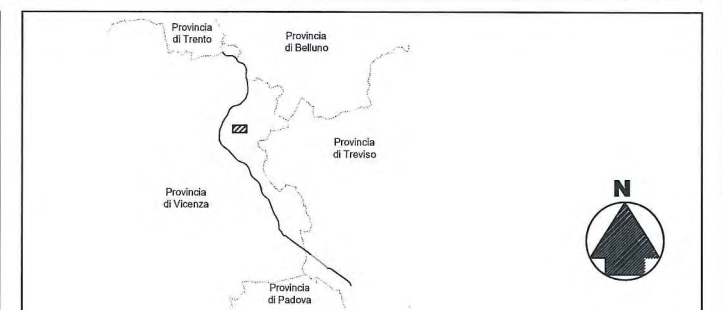 Provincia
di Trento
Provincia
di Belluno
Provincia
di Treviso
Provincia
di Vicenza
N
Provincia
di Padova